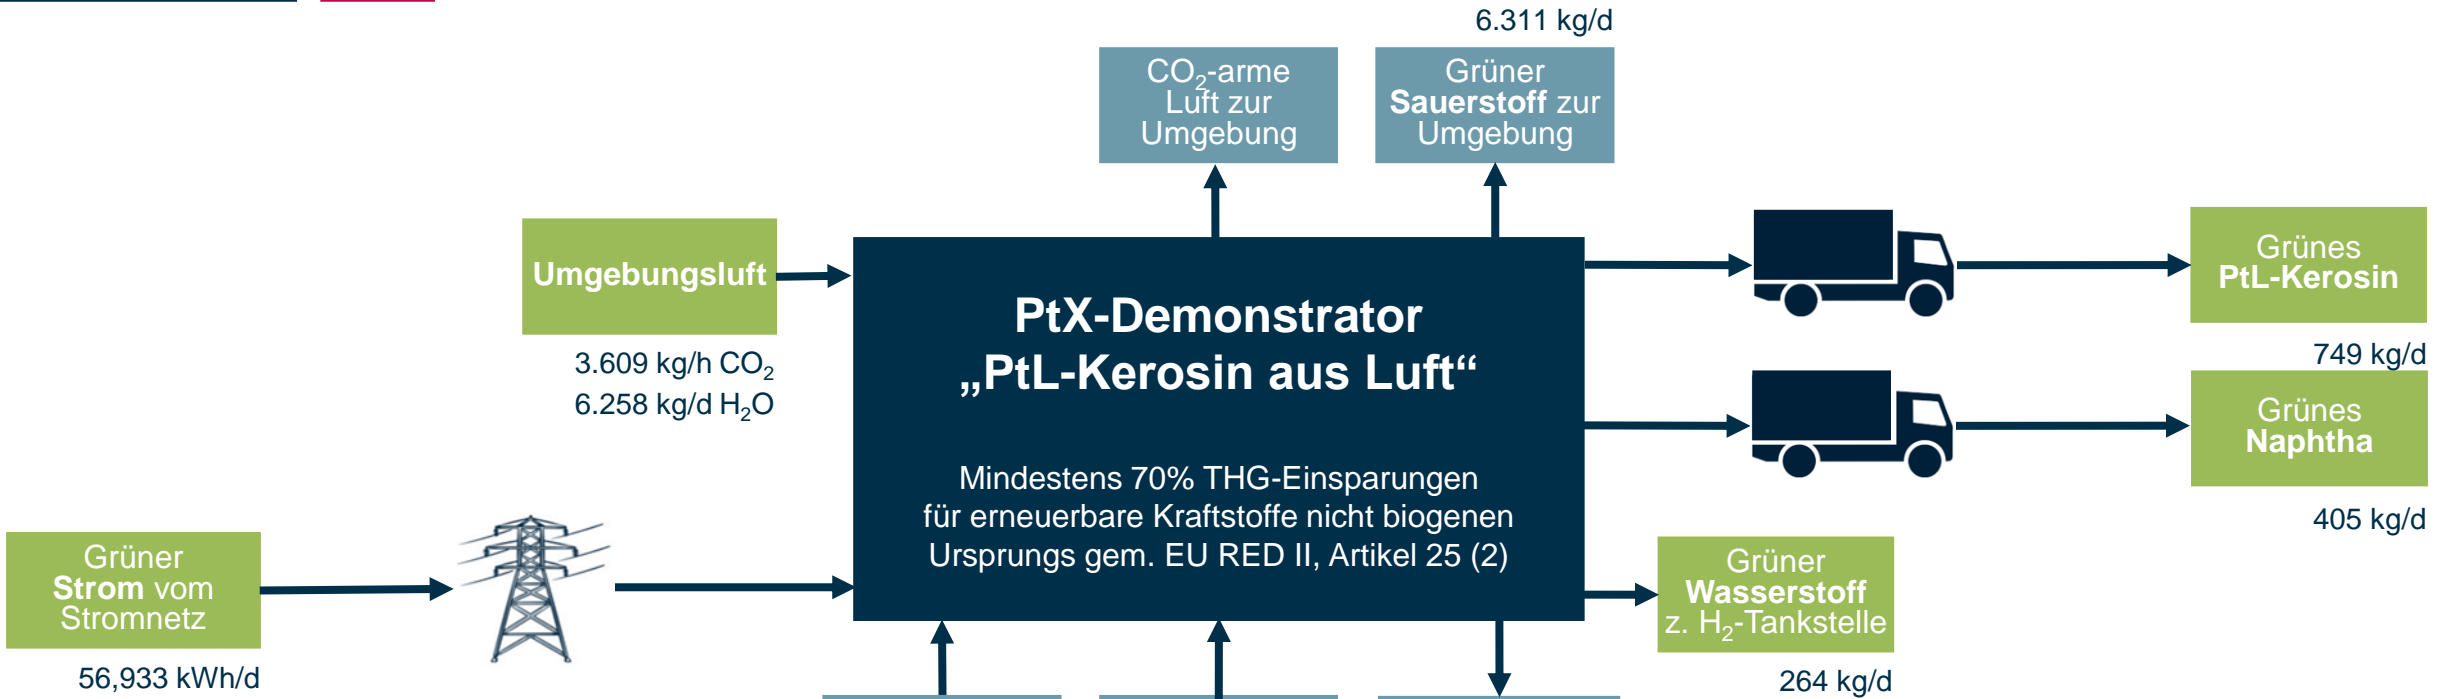 6.311 kg/d
CO₂-arme
Luft zur
Umgebung
Grüner
Sauerstoff zur
Umgebung
Umgebungsluft
3.609 kg/h CO₂
6.258 kg/d H₂O
PtX-Demonstrator
„PtL-Kerosin aus Luft“
Mindestens 70% THG-Einsparungen
für erneuerbare Kraftstoffe nicht biogenen
Ursprungs gem. EU RED II, Artikel 25 (2)
Grünes
PtL-Kerosin
749 kg/d
Grünes
Naphtha
405 kg/d
Grüner
Strom vom
Stromnetz
56,933 kWh/d
Grüner
Wasserstoff
z. H₂-Tankstelle
264 kg/d